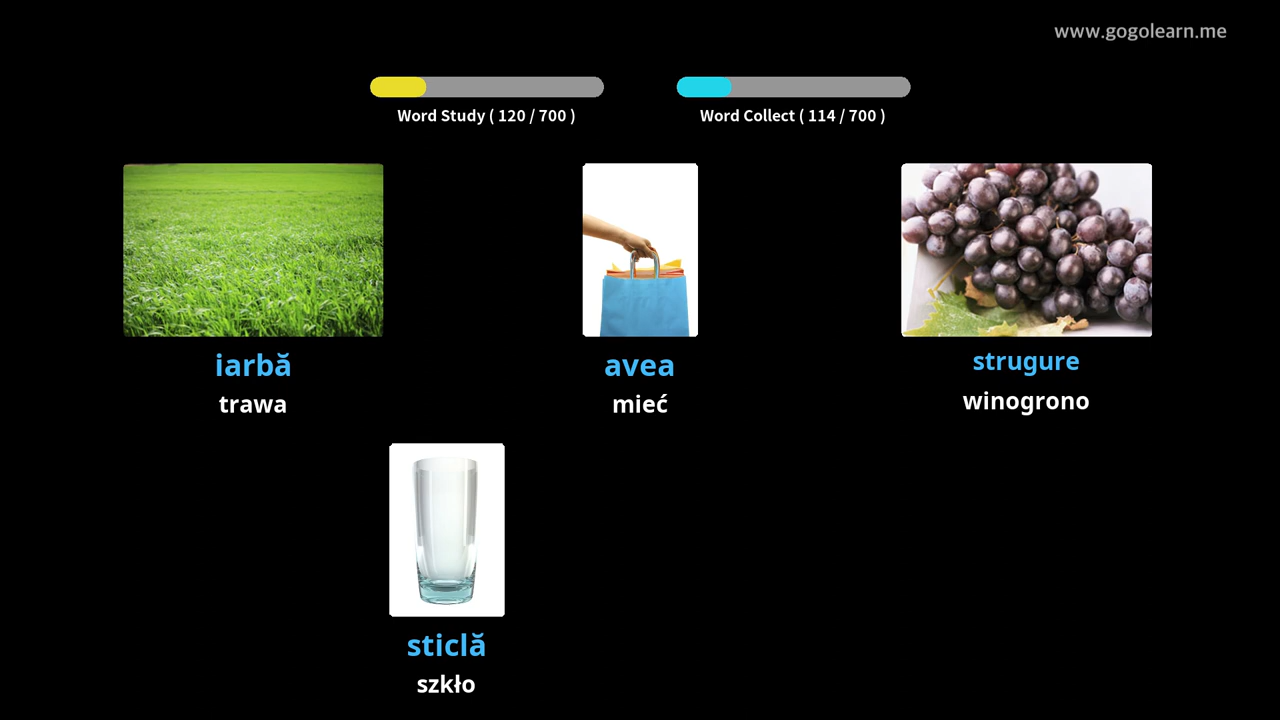 www.gogolearn.me
Word Study ( 120 / 700 )
Word Collect ( 114 / 700 )
iarbă
trawa
avea
mieć
strugure
winogrono
sticlă
szkło